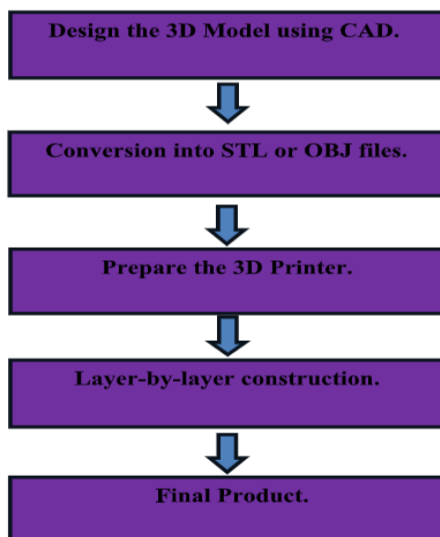 Design the 3D Model using CAD.
Conversion into STL or OBJ files.
Prepare the 3D Printer.
Layer-by-layer construction.
Final Product.